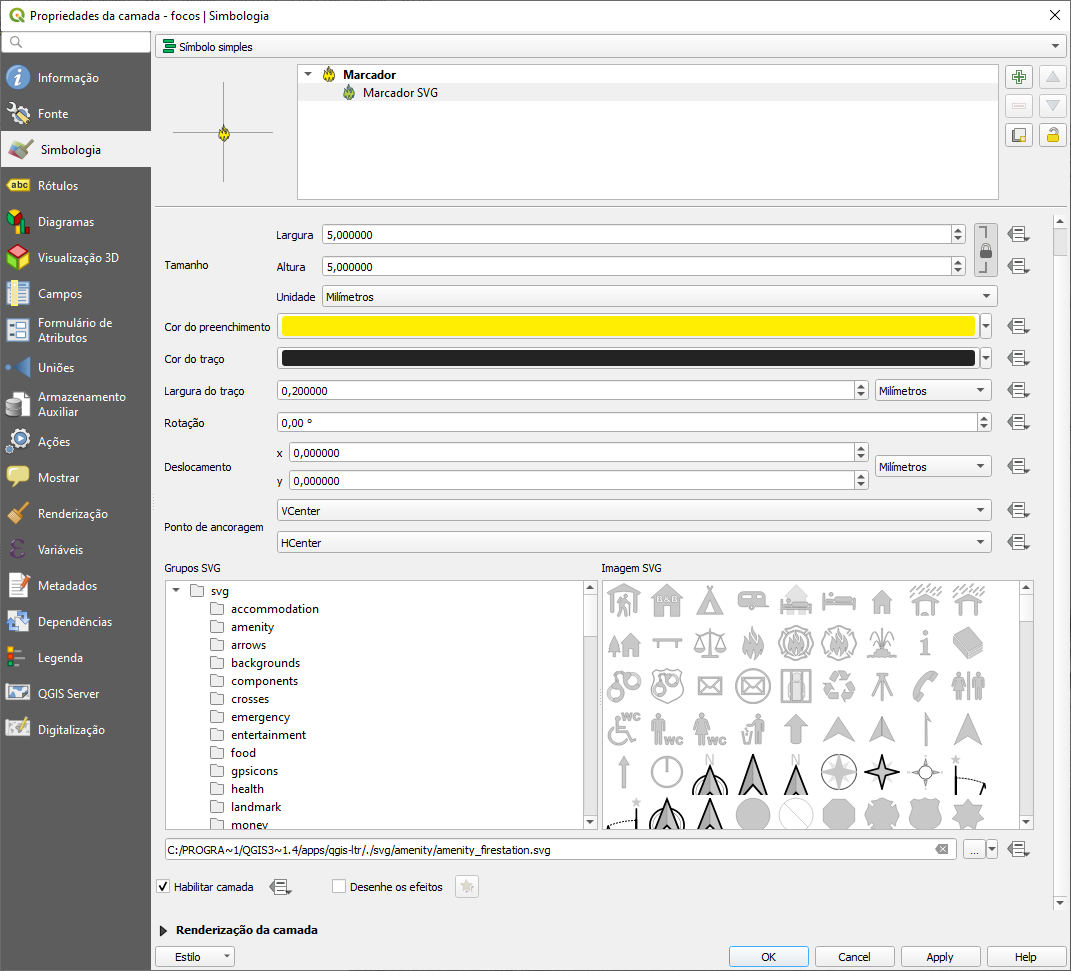 Propriedades da camada - focos | Simbologia
Símbolo simples
Informação
Fonte
Simbologia
Rótulos
Diagramas
Visualização 3D
Campos
Formulário de
Atributos
Uniões
Armazenamento
Auxiliar
Ações
Mostrar
Renderização
Variáveis
Metadados
Dependências
Legenda
QGIS Server
Digitalização
abc
Marcador
Marcador SVG
Tamanho
Largura 5,000000
Altura 5,000000
Unidade Milímetros
Cor do preenchimento
Cor do traço
Largura do traço 0,200000 Milímetros
Rotação 0,00 °
Deslocamento
x 0,000000
y 0,000000
Milímetros
Ponto de ancoragem
VCenter
HCenter
Grupos SVG
svg
accommodation
amenity
arrows
backgrounds
components
crosses
emergency
entertainment
food
gpsicons
health
landmark
money
Imagem SVG
B&B
WC
WC
WC
N
N
C:/PROGRA~1/QGIS3~1.4/apps/qgis-ltr/./svg/amenity/amenity_firestation.svg
...
Habilitar camada
Desenhe os efeitos
Renderização da camada
Estilo
OK
Cancel
Apply
Help